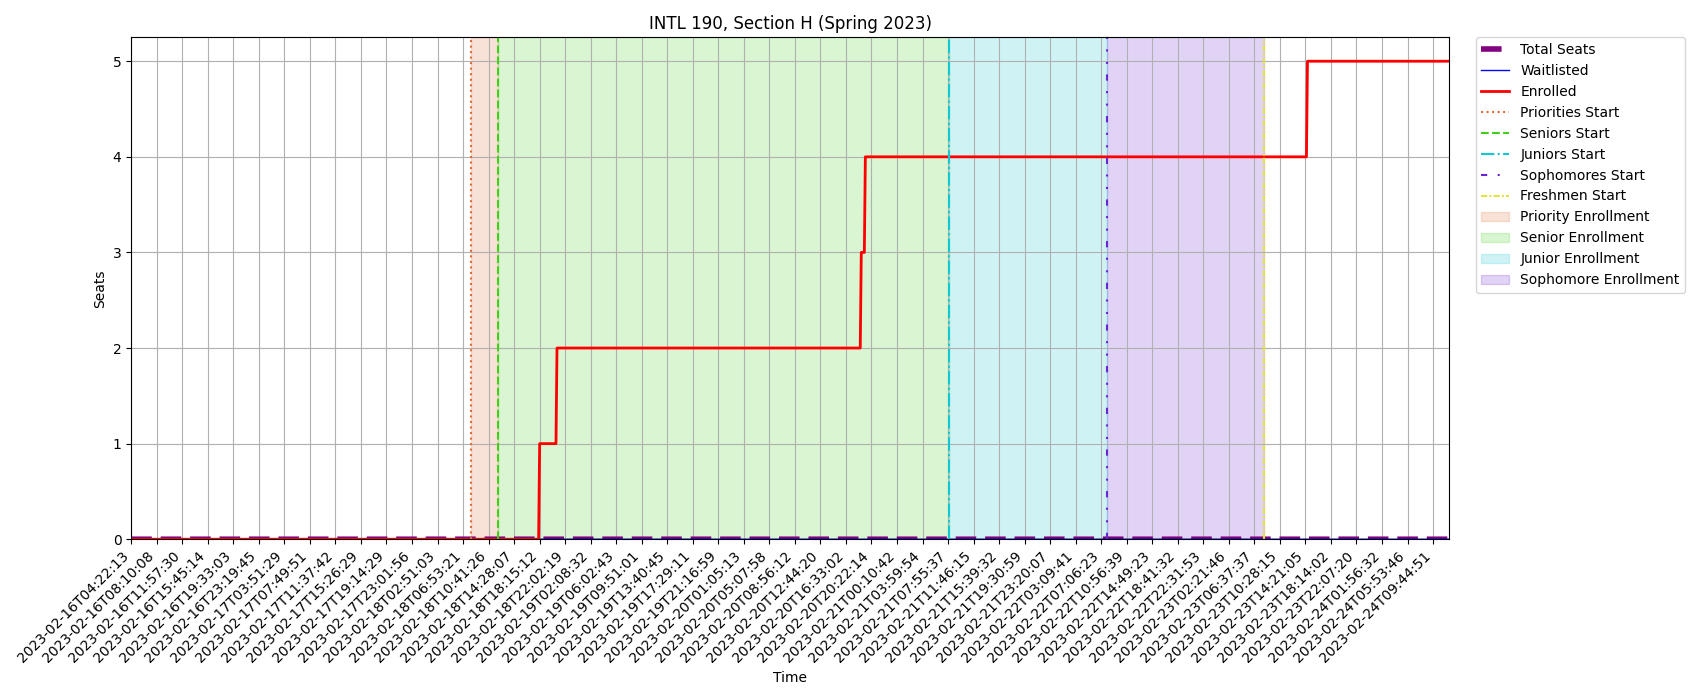 INTL 190, Section H (Spring 2023)
5
4
3
2
1
0
Seats
2023-02-16T04:22:13
2023-02-16T08:10:08
2023-02-16T11:57:30
2023-02-16T15:45:14
2023-02-16T19:33:03
2023-02-16T23:19:45
2023-02-17T03:51:29
2023-02-17T07:49:51
2023-02-17T11:37:42
2023-02-17T15:26:29
2023-02-17T19:14:29
2023-02-17T23:01:56
2023-02-18T02:51:03
2023-02-18T06:53:21
2023-02-18T10:41:26
2023-02-18T14:28:07
2023-02-18T18:15:12
2023-02-18T22:02:19
2023-02-19T02:08:32
2023-02-19T06:02:43
2023-02-19T09:51:01
2023-02-19T13:40:45
2023-02-19T17:29:11
2023-02-19T21:16:59
2023-02-20T01:05:13
2023-02-20T05:07:58
2023-02-20T08:56:12
2023-02-20T12:44:20
2023-02-20T16:33:02
2023-02-20T20:22:14
2023-02-21T00:10:42
2023-02-21T03:59:54
2023-02-21T07:55:37
2023-02-21T11:46:15
2023-02-21T15:39:32
2023-02-21T19:30:59
2023-02-21T23:20:07
2023-02-22T03:09:41
2023-02-22T07:06:23
2023-02-22T10:56:39
2023-02-22T14:49:23
2023-02-22T18:41:32
2023-02-22T22:31:53
2023-02-23T02:21:46
2023-02-23T06:37:37
2023-02-23T10:28:15
2023-02-23T14:21:05
2023-02-23T18:14:02
2023-02-23T22:07:20
2023-02-24T01:56:32
2023-02-24T05:53:46
2023-02-24T09:44:51
Time
Total Seats
Waitlisted
Enrolled
Priorities Start
Seniors Start
Juniors Start
Sophomores Start
Freshmen Start
Priority Enrollment
Senior Enrollment
Junior Enrollment
Sophomore Enrollment